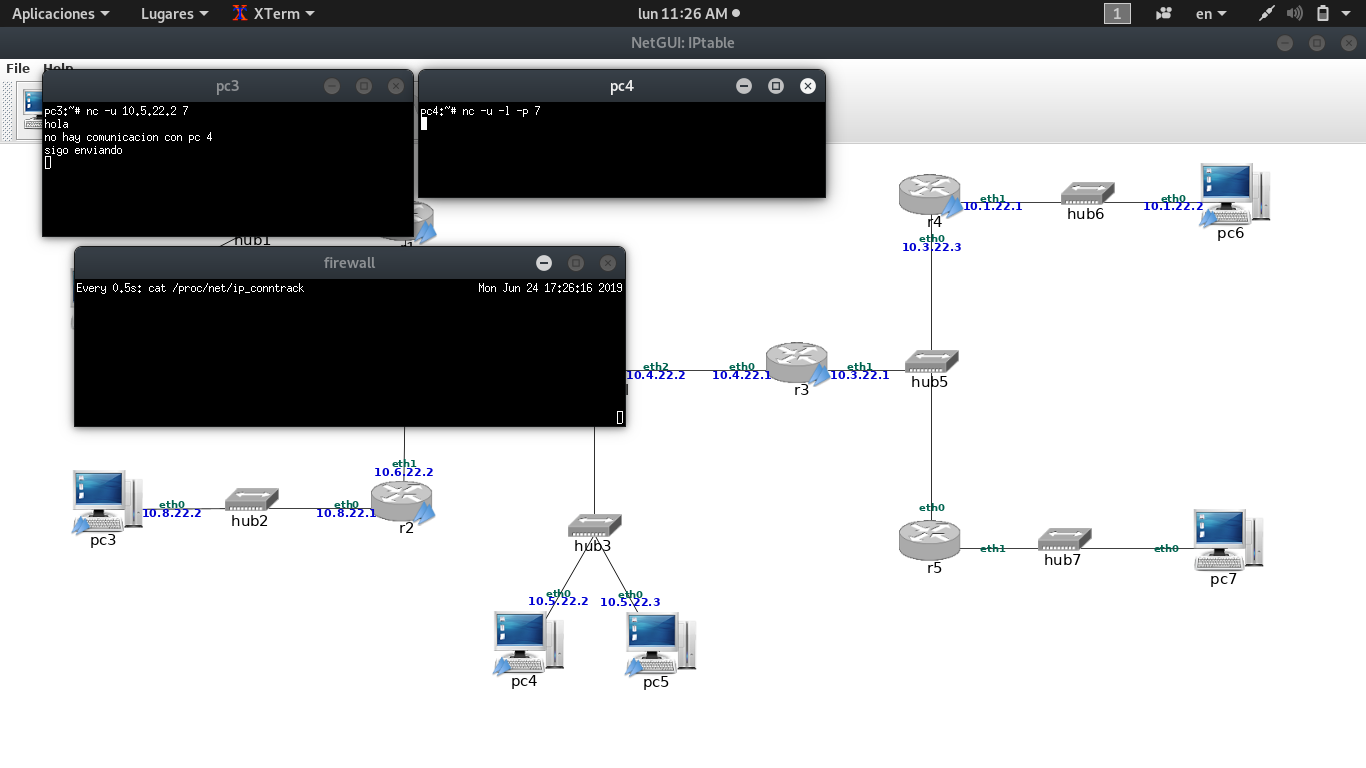 Aplicaciones Lugares XTerm lun 11:26 AM 1 en
NetGUI: IPtable
File Help
pc3
pc3:~# nc -u 10.5.22.2 7
hola
no hay comunicacion con pc 4
sigo enviando
pc4
pc4:~# nc -u -l -p 7
hub1
firewall
Every 0.5s: cat /proc/net/ip_conntrack Mon Jun 24 17:26:16 2019
eth1
10.1.22.1
hub6
eth0
10.1.22.2
pc6
r4
eth0
10.3.22.3
eth2
10.4.22.2
eth0
10.4.22.1
r3
eth1
10.3.22.1
hub5
eth1
10.6.22.2
pc3
eth0
10.8.22.2
hub2
eth0
10.8.22.1
r2
hub3
eth0
10.5.22.2
eth0
10.5.22.3
pc4
pc5
eth0
r5
eth1
hub7
eth0
pc7